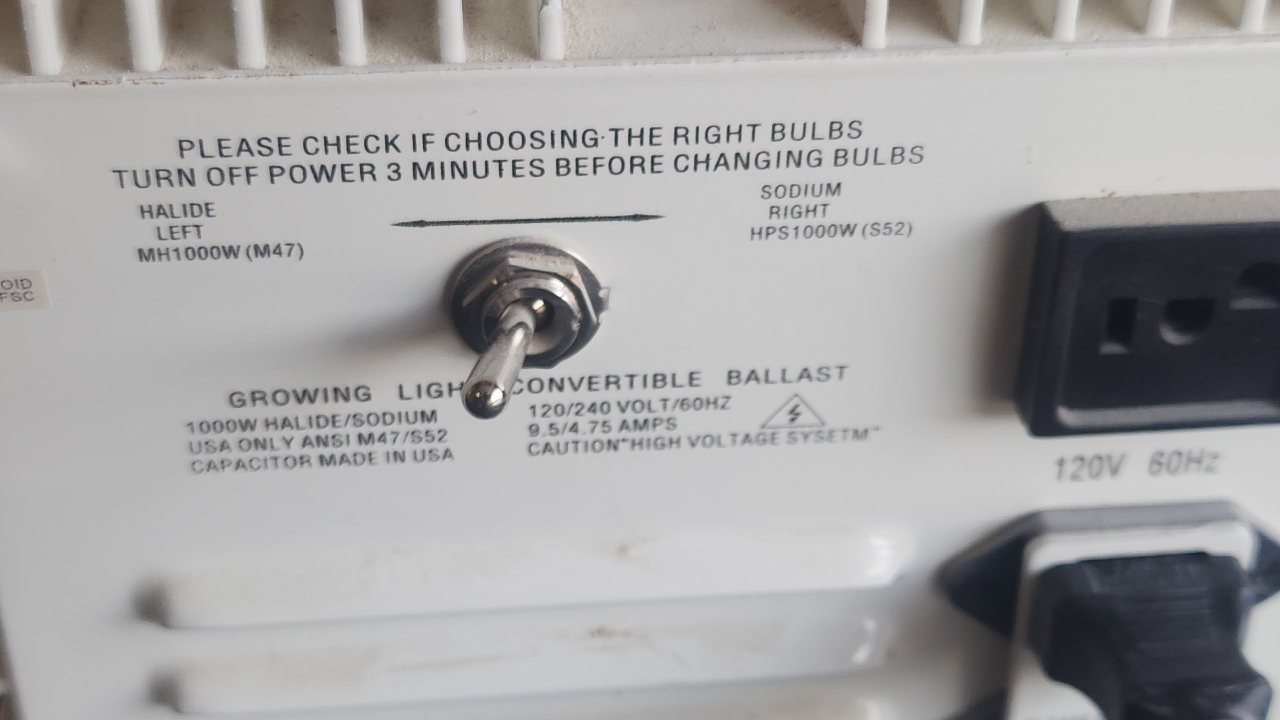 PLEASE CHECK IF CHOOSING·THE RIGHT BULBS
TURN OFF POWER 3 MINUTES BEFORE CHANGING BULBS
HALIDE
LEFT
MH1000W (M47)
SODIUM
RIGHT
HPS1000W (S52)
OID
FSC
GROWING LIGH CONVERTIBLE BALLAST
1000W HALIDE/SODIUM
USA ONLY ANSI M47/S52
CAPACITOR MADE IN USA
120/240 VOLT/60HZ
9.5/4.75 AMPS
CAUTION"HIGH VOLTAGE SYSETM"
120V 60Hz